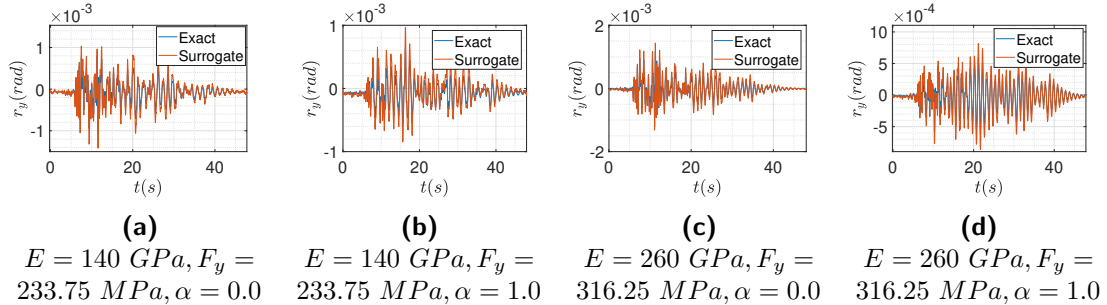 ×10⁻³
1
0
-1
r_y(rad)
Exact
Surrogate
0 20 40
t(s)
(a)
E = 140 GPa, F_y =
233.75 MPa, α = 0.0
×10⁻³
1
0
-1
r_y(rad)
Exact
Surrogate
0 20 40
t(s)
(b)
E = 140 GPa, F_y =
233.75 MPa, α = 1.0
×10⁻³
2
0
-2
r_y(rad)
Exact
Surrogate
0 20 40
t(s)
(c)
E = 260 GPa, F_y =
316.25 MPa, α = 0.0
×10⁻⁴
10
5
0
-5
r_y(rad)
Exact
Surrogate
0 20 40
t(s)
(d)
E = 260 GPa, F_y =
316.25 MPa, α = 1.0